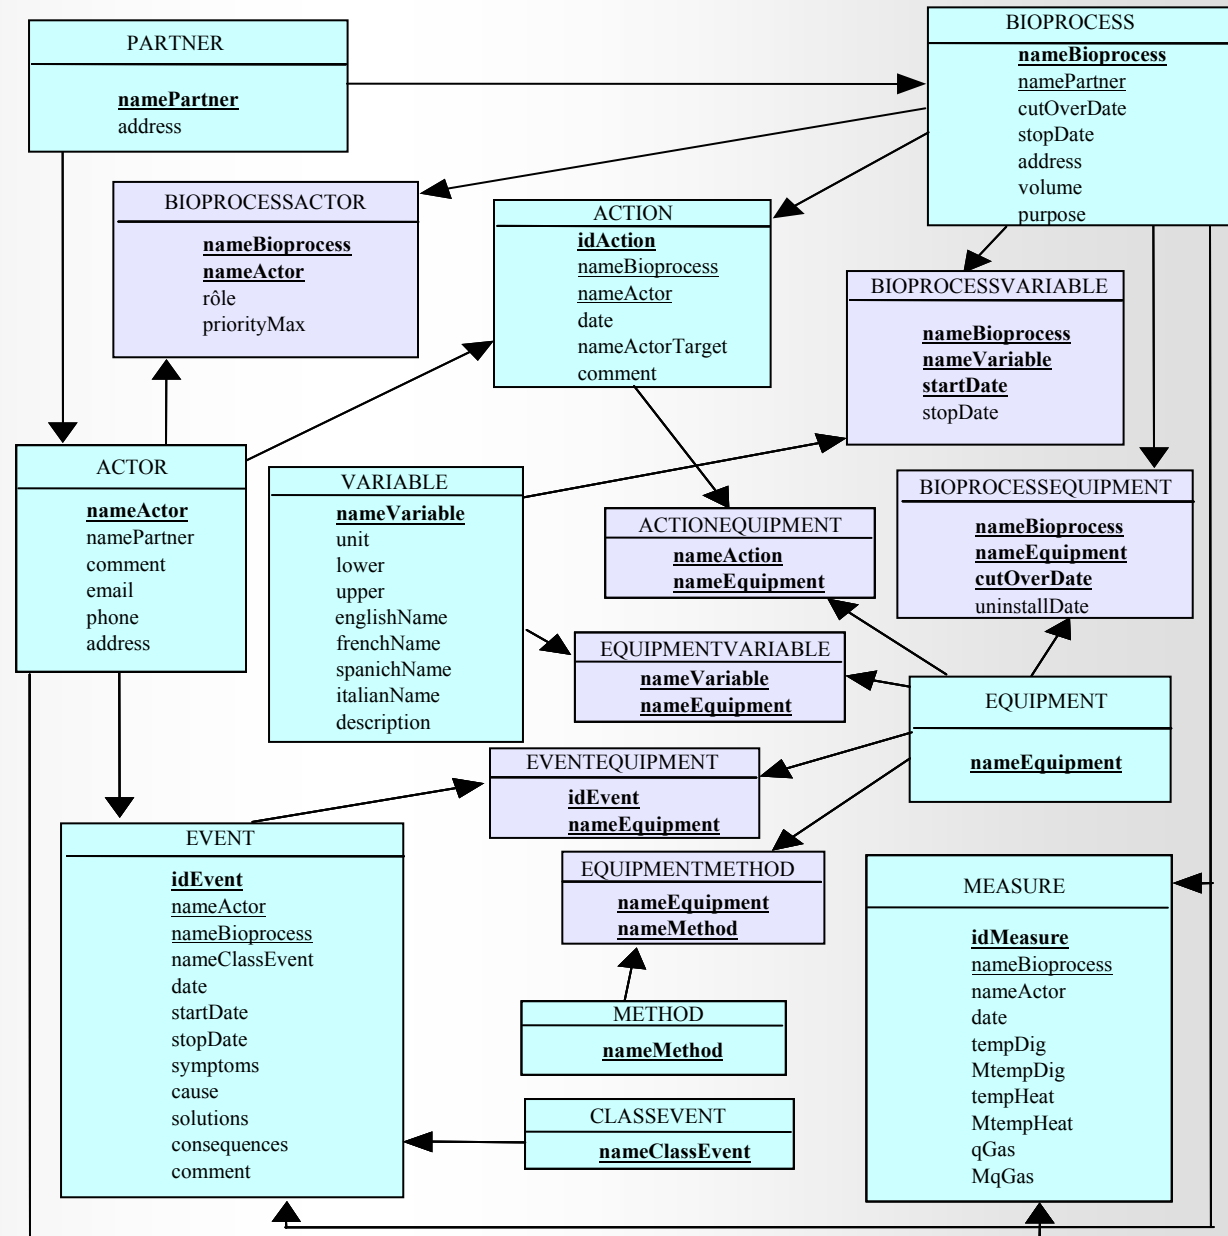 PARTNER
namePartner
address
BIOPROCESS
nameBioprocess
namePartner
cutOverDate
stopDate
address
volume
purpose
BIOPROCESSACTOR
nameBioprocess
nameActor
rôle
priorityMax
ACTION
idAction
nameBioprocess
nameActor
date
nameActorTarget
comment
BIOPROCESSVARIABLE
nameBioprocess
nameVariable
startDate
stopDate
ACTOR
nameActor
namePartner
comment
email
phone
address
VARIABLE
nameVariable
unit
lower
upper
englishName
frenchName
spanichName
italianName
description
ACTIONEQUIPMENT
nameAction
nameEquipment
BIOPROCESSEQUIPMENT
nameBioprocess
nameEquipment
cutOverDate
uninstallDate
EQUIPMENTVARIABLE
nameVariable
nameEquipment
EQUIPMENT
nameEquipment
EVENTEQUIPMENT
idEvent
nameEquipment
EVENT
idEvent
nameActor
nameBioprocess
nameClassEvent
date
startDate
stopDate
symptoms
cause
solutions
consequences
comment
EQUIPMENTMETHOD
nameEquipment
nameMethod
MEASURE
idMeasure
nameBioprocess
nameActor
date
tempDig
MtempDig
tempHeat
MtempHeat
qGas
MqGas
METHOD
nameMethod
CLASSEVENT
nameClassEvent